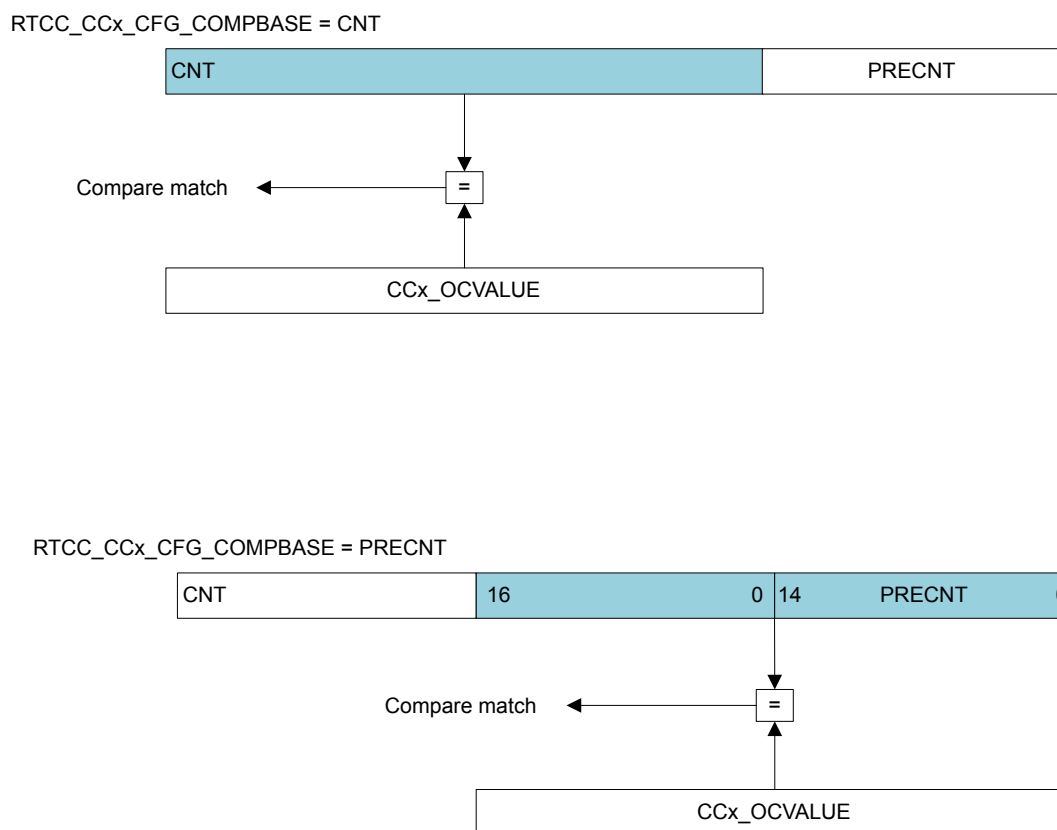 RTCC_CCx_CFG_COMPBASE = CNT
CNT PRECNT
Compare match =
CCx_OCVALUE
RTCC_CCx_CFG_COMPBASE = PRECNT
CNT 16 0 14 PRECNT
Compare match =
CCx_OCVALUE